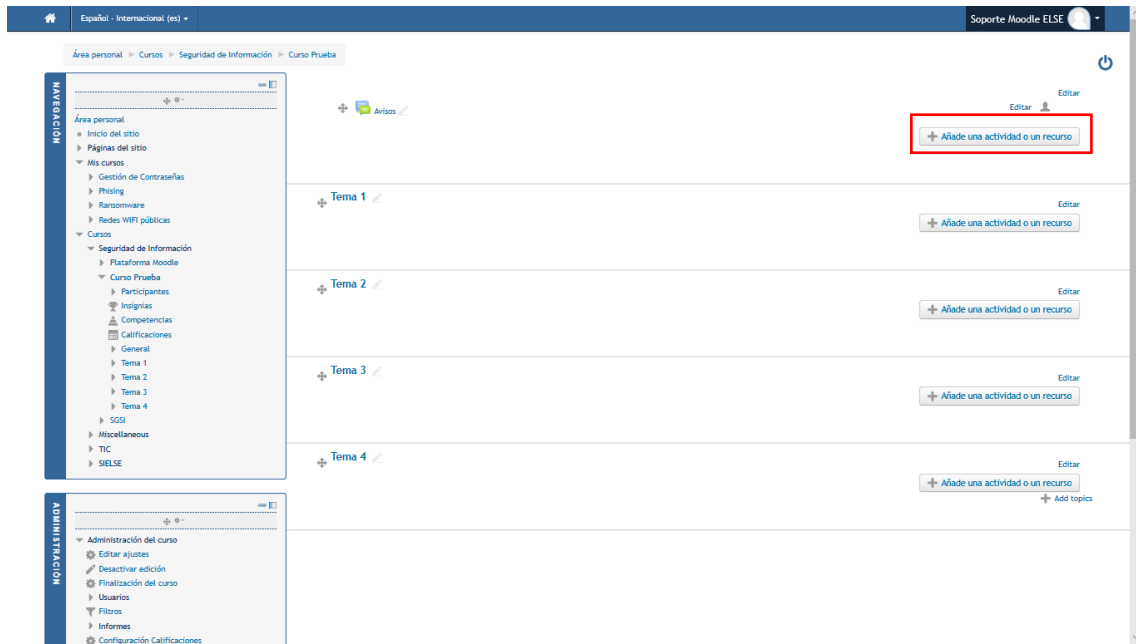 Español - Internacional (es)
Soporte Moodle ELSE
Área personal Cursos Seguridad de Información Curso Prueba
NAVEGACIÓN
Área personal
Inicio del sitio
Páginas del sitio
Mis cursos
Gestión de Contraseñas
Phising
Ransomware
Redes WIFI públicas
Cursos
Seguridad de Información
Plataforma Moodle
Curso Prueba
Participantes
Insignias
Competencias
Calificaciones
General
Tema 1
Tema 2
Tema 3
Tema 4
SGSI
Miscellaneous
TIC
SIELSE
ADMINISTRACIÓN
Administración del curso
Editar ajustes
Desactivar edición
Finalización del curso
Usuarios
Filtros
Informes
Configuración Calificaciones
Editar
Avisos
Editar
Añade una actividad o un recurso
Tema 1
Editar
Añade una actividad o un recurso
Tema 2
Editar
Añade una actividad o un recurso
Tema 3
Editar
Añade una actividad o un recurso
Tema 4
Editar
Añade una actividad o un recurso
Add topics